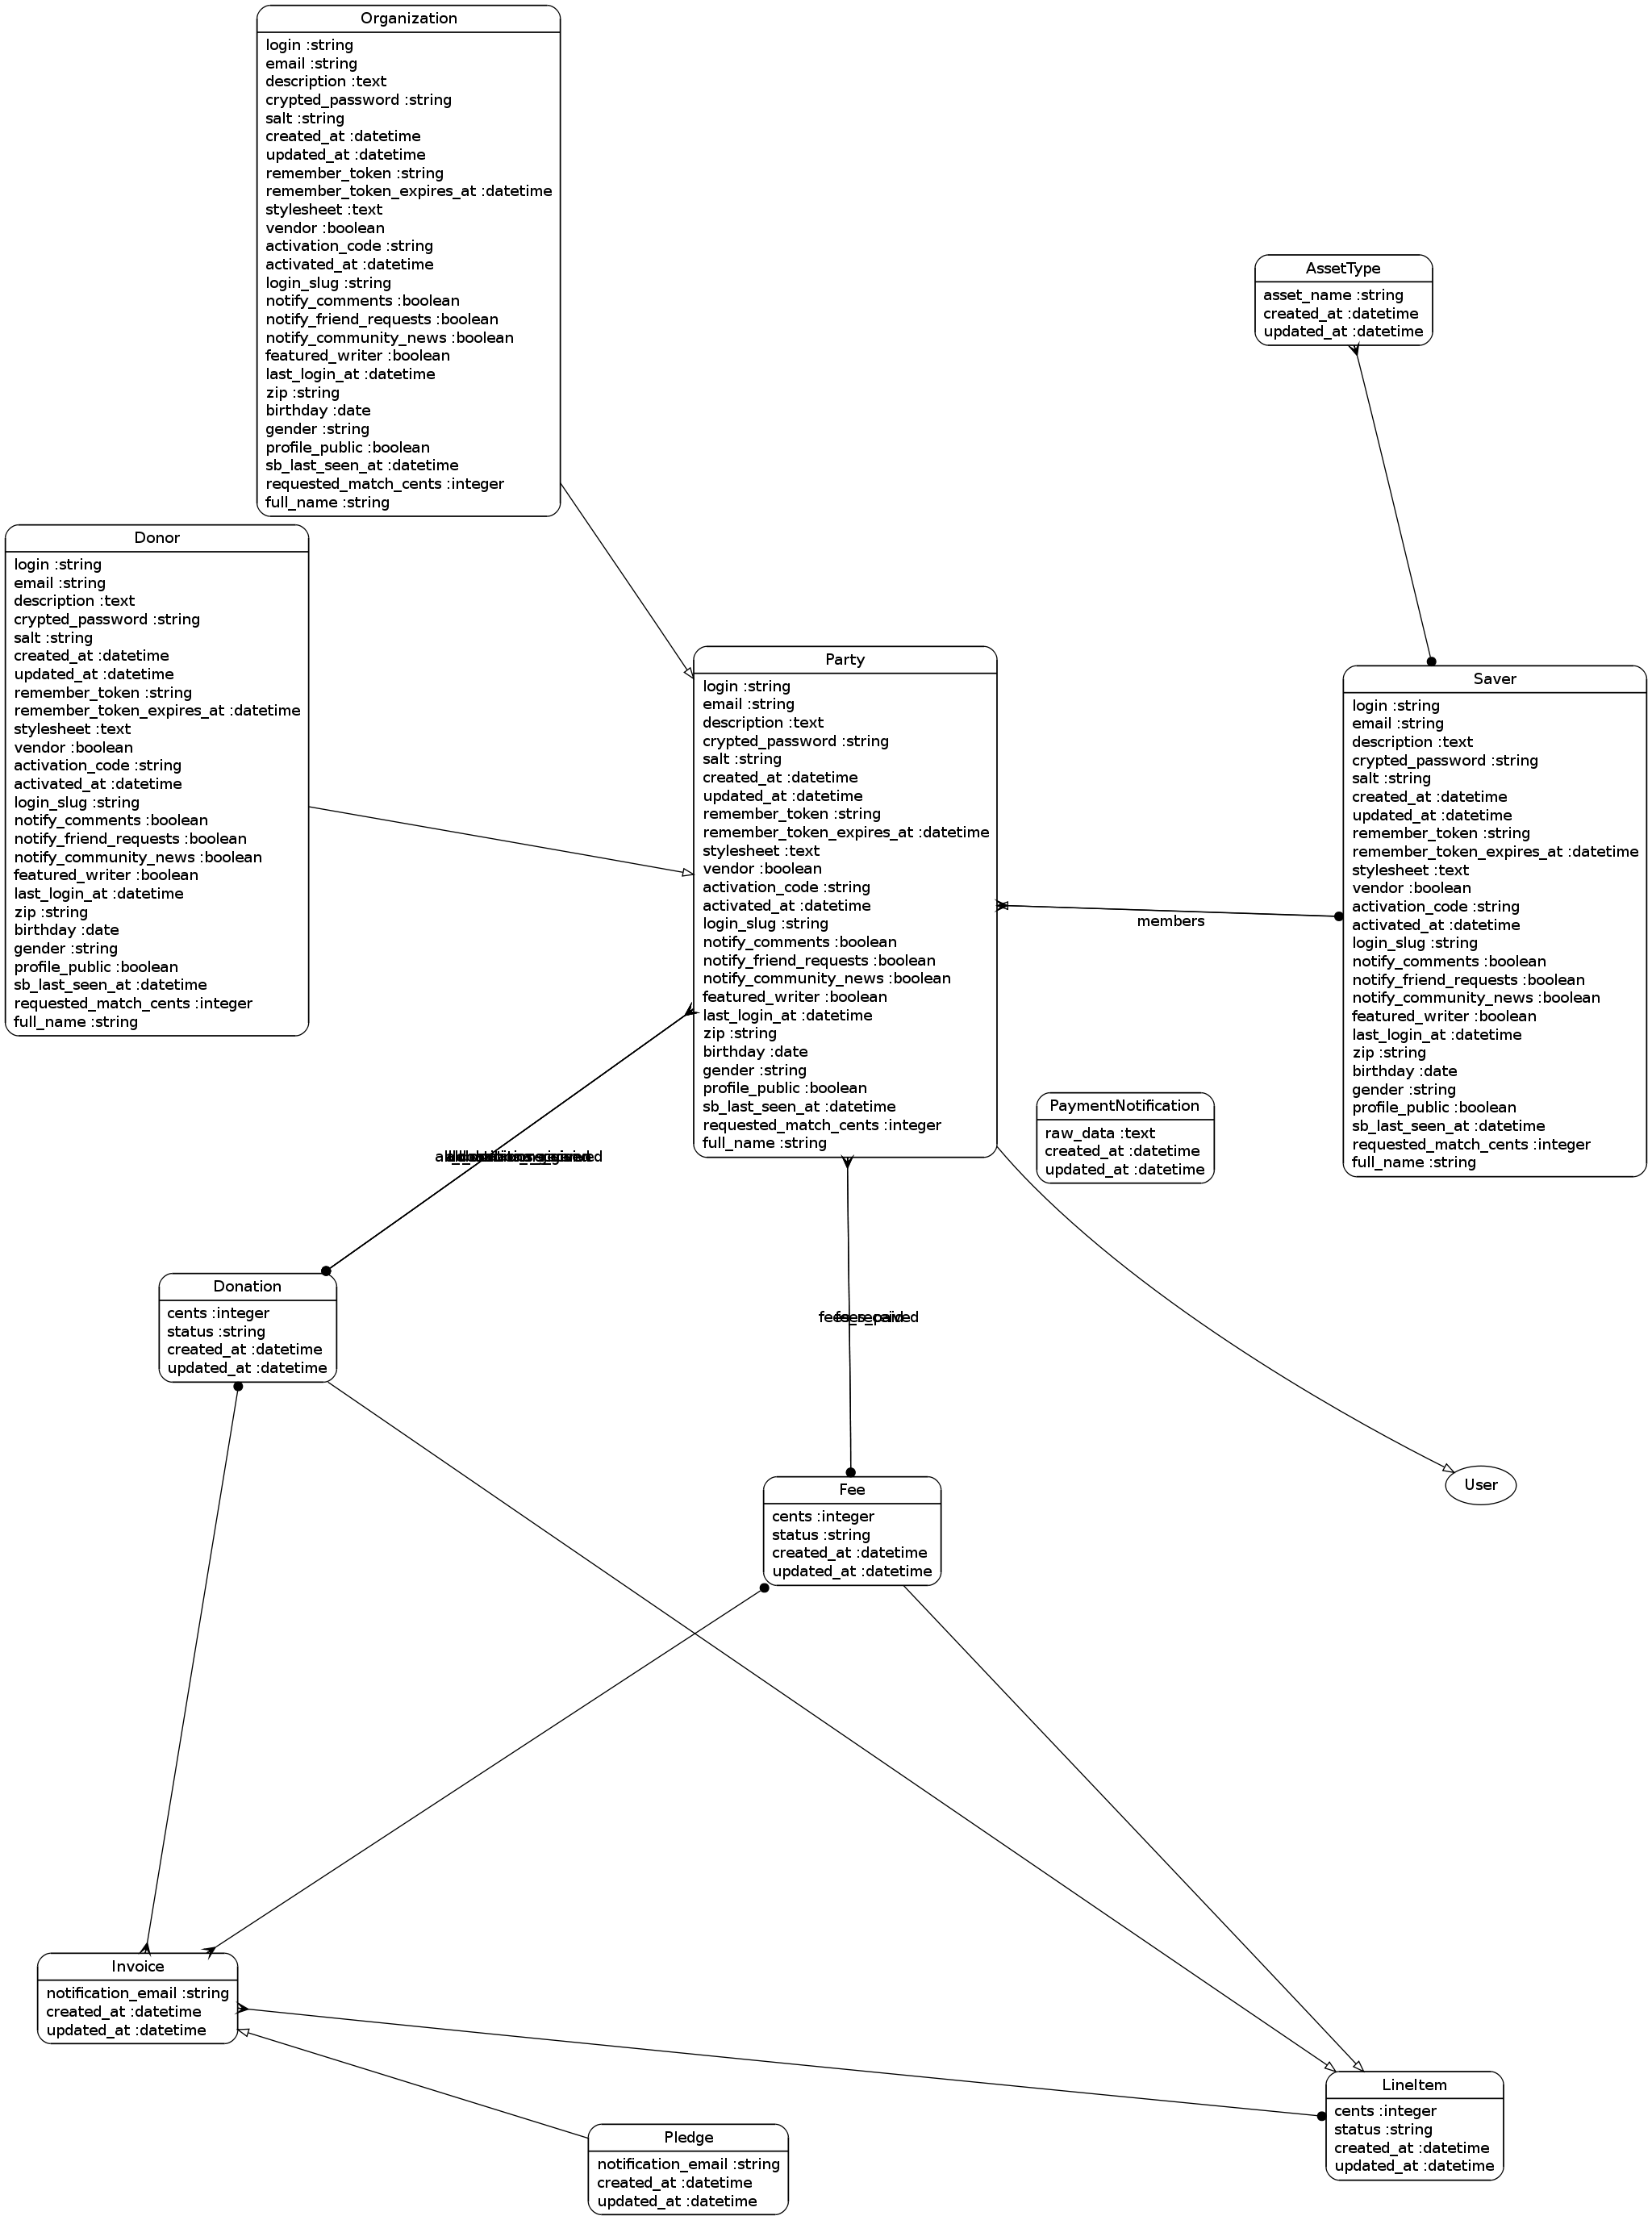 Organization
login :string
email :string
description :text
crypted_password :string
salt :string
created_at :datetime
updated_at :datetime
remember_token :string
remember_token_expires_at :datetime
stylesheet :text
vendor :boolean
activation_code :string
activated_at :datetime
login_slug :string
notify_comments :boolean
notify_friend_requests :boolean
notify_community_news :boolean
featured_writer :boolean
last_login_at :datetime
zip :string
birthday :date
gender :string
profile_public :boolean
sb_last_seen_at :datetime
requested_match_cents :integer
full_name :string
AssetType
asset_name :string
created_at :datetime
updated_at :datetime
Donor
login :string
email :string
description :text
crypted_password :string
salt :string
created_at :datetime
updated_at :datetime
remember_token :string
remember_token_expires_at :datetime
stylesheet :text
vendor :boolean
activation_code :string
activated_at :datetime
login_slug :string
notify_comments :boolean
notify_friend_requests :boolean
notify_community_news :boolean
featured_writer :boolean
last_login_at :datetime
zip :string
birthday :date
gender :string
profile_public :boolean
sb_last_seen_at :datetime
requested_match_cents :integer
full_name :string
Party
login :string
email :string
description :text
crypted_password :string
salt :string
created_at :datetime
updated_at :datetime
remember_token :string
remember_token_expires_at :datetime
stylesheet :text
vendor :boolean
activation_code :string
activated_at :datetime
login_slug :string
notify_comments :boolean
notify_friend_requests :boolean
notify_community_news :boolean
featured_writer :boolean
last_login_at :datetime
zip :string
birthday :date
gender :string
profile_public :boolean
sb_last_seen_at :datetime
requested_match_cents :integer
full_name :string
members
Saver
login :string
email :string
description :text
crypted_password :string
salt :string
created_at :datetime
updated_at :datetime
remember_token :string
remember_token_expires_at :datetime
stylesheet :text
vendor :boolean
activation_code :string
activated_at :datetime
login_slug :string
notify_comments :boolean
notify_friend_requests :boolean
notify_community_news :boolean
featured_writer :boolean
last_login_at :datetime
zip :string
birthday :date
gender :string
profile_public :boolean
sb_last_seen_at :datetime
requested_match_cents :integer
full_name :string
PaymentNotification
raw_data :text
created_at :datetime
updated_at :datetime
Donation
cents :integer
status :string
created_at :datetime
updated_at :datetime
fees_received
fees_paid
Fee
cents :integer
status :string
created_at :datetime
updated_at :datetime
User
Invoice
notification_email :string
created_at :datetime
updated_at :datetime
LineItem
cents :integer
status :string
created_at :datetime
updated_at :datetime
Pledge
notification_email :string
created_at :datetime
updated_at :datetime